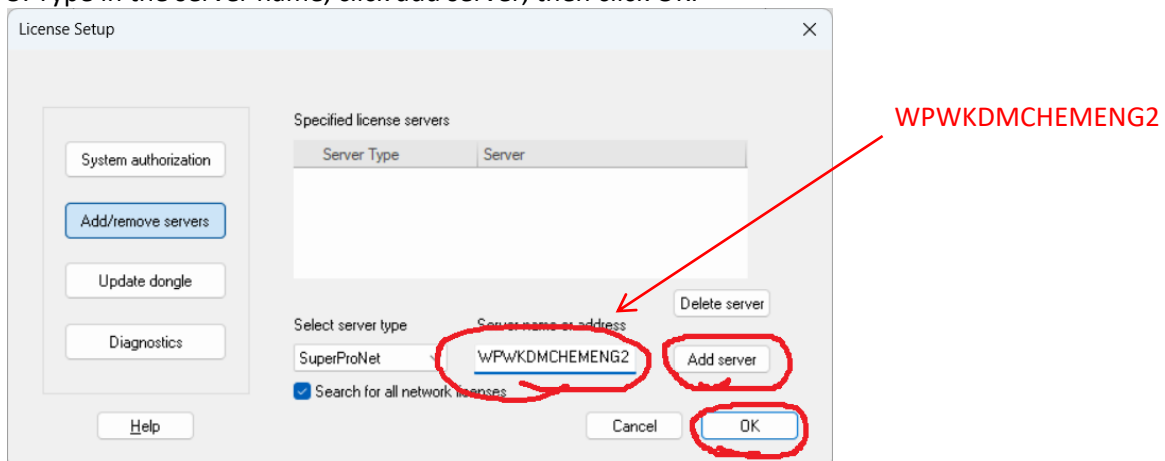 License Setup
WPWKDMCHEMENG2
Specified license servers
Server Type Server
System authorization
Add/remove servers
Update dongle
Delete server
Select server type Server name or address
Diagnostics
SuperProNet WPWKDMCHEMENG2 Add server
Search for all network licenses
Help Cancel OK